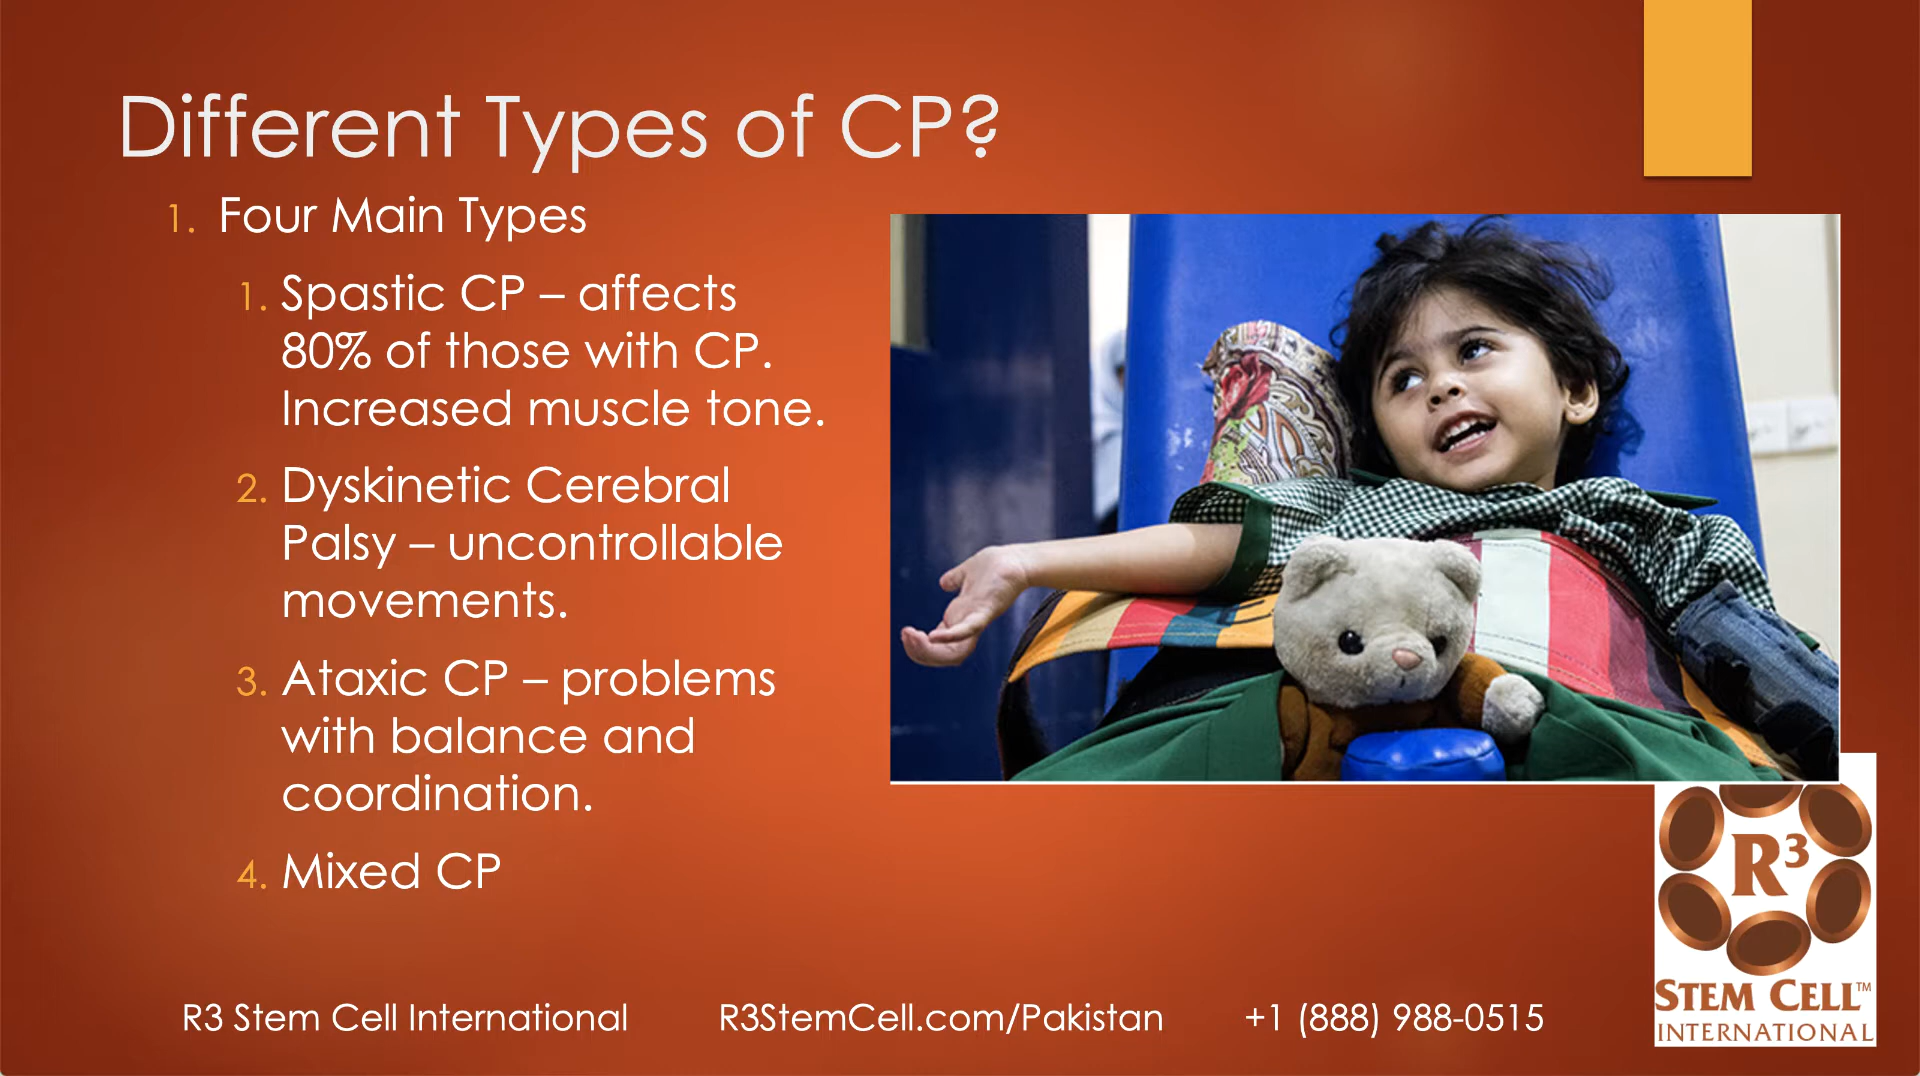 Different Types of CP?
1. Four Main Types
1. Spastic CP – affects
80% of those with CP.
Increased muscle tone.
2. Dyskinetic Cerebral
Palsy – uncontrollable
movements.
3. Ataxic CP – problems
with balance and
coordination.
4. Mixed CP
R3
STEM CELL™
INTERNATIONAL
R3 Stem Cell International R3StemCell.com/Pakistan +1 (888) 988-0515